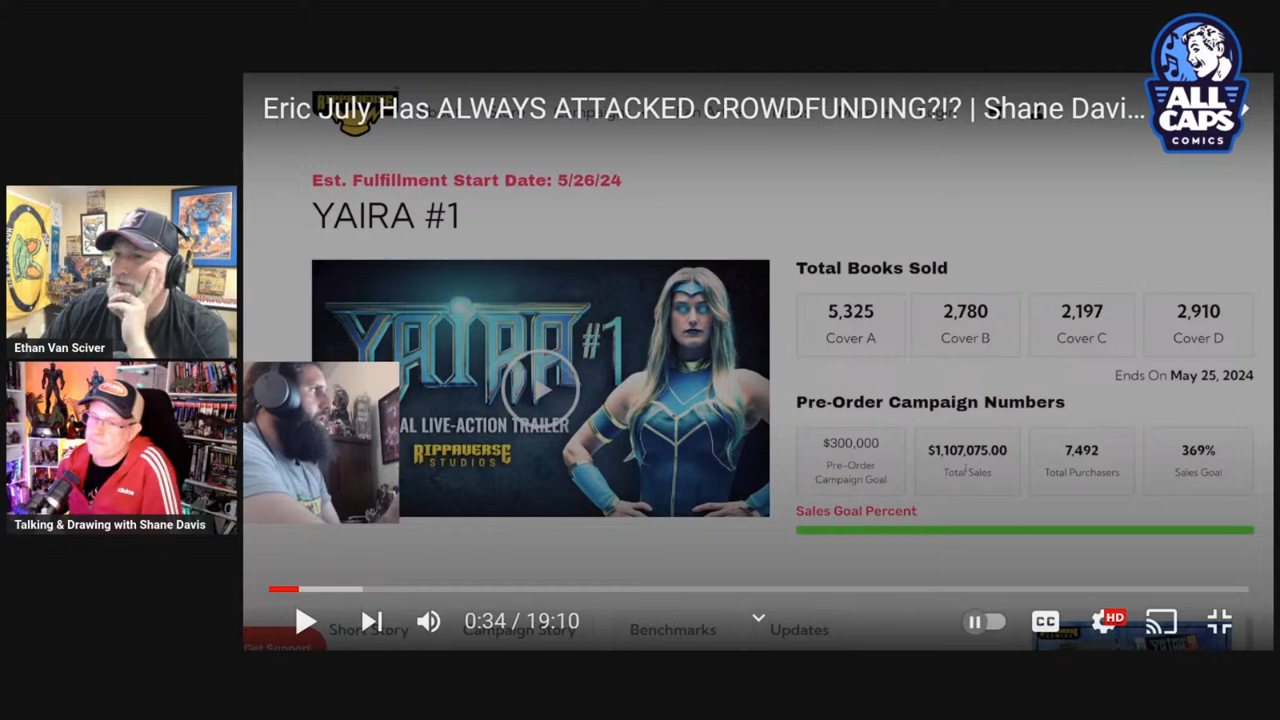 Eric July Has ALWAYS ATTACKED CROWDFUNDING?!? | Shane Davi...
ALL
CAPS
COMICS
Est. Fulfillment Start Date: 5/26/24
YAIRA #1
Total Books Sold
5,325 2,780 2,197 2,910
Cover A Cover B Cover C Cover D
Ends On May 25, 2024
YAIRA #1
AL LIVE-ACTION TRAILER
RIPPAVERSE
STUDIOS
Pre-Order Campaign Numbers
$300,000 $1,107,075.00 7,492 369%
Pre-Order Total Sales Total Purchasers Sales Goal
Campaign Goal
Sales Goal Percent
Ethan Van Sciver
Talking & Drawing with Shane Davis
0:34 / 19:10
CC
HD
Short Story Campaign Story Benchmarks Updates
Get Support